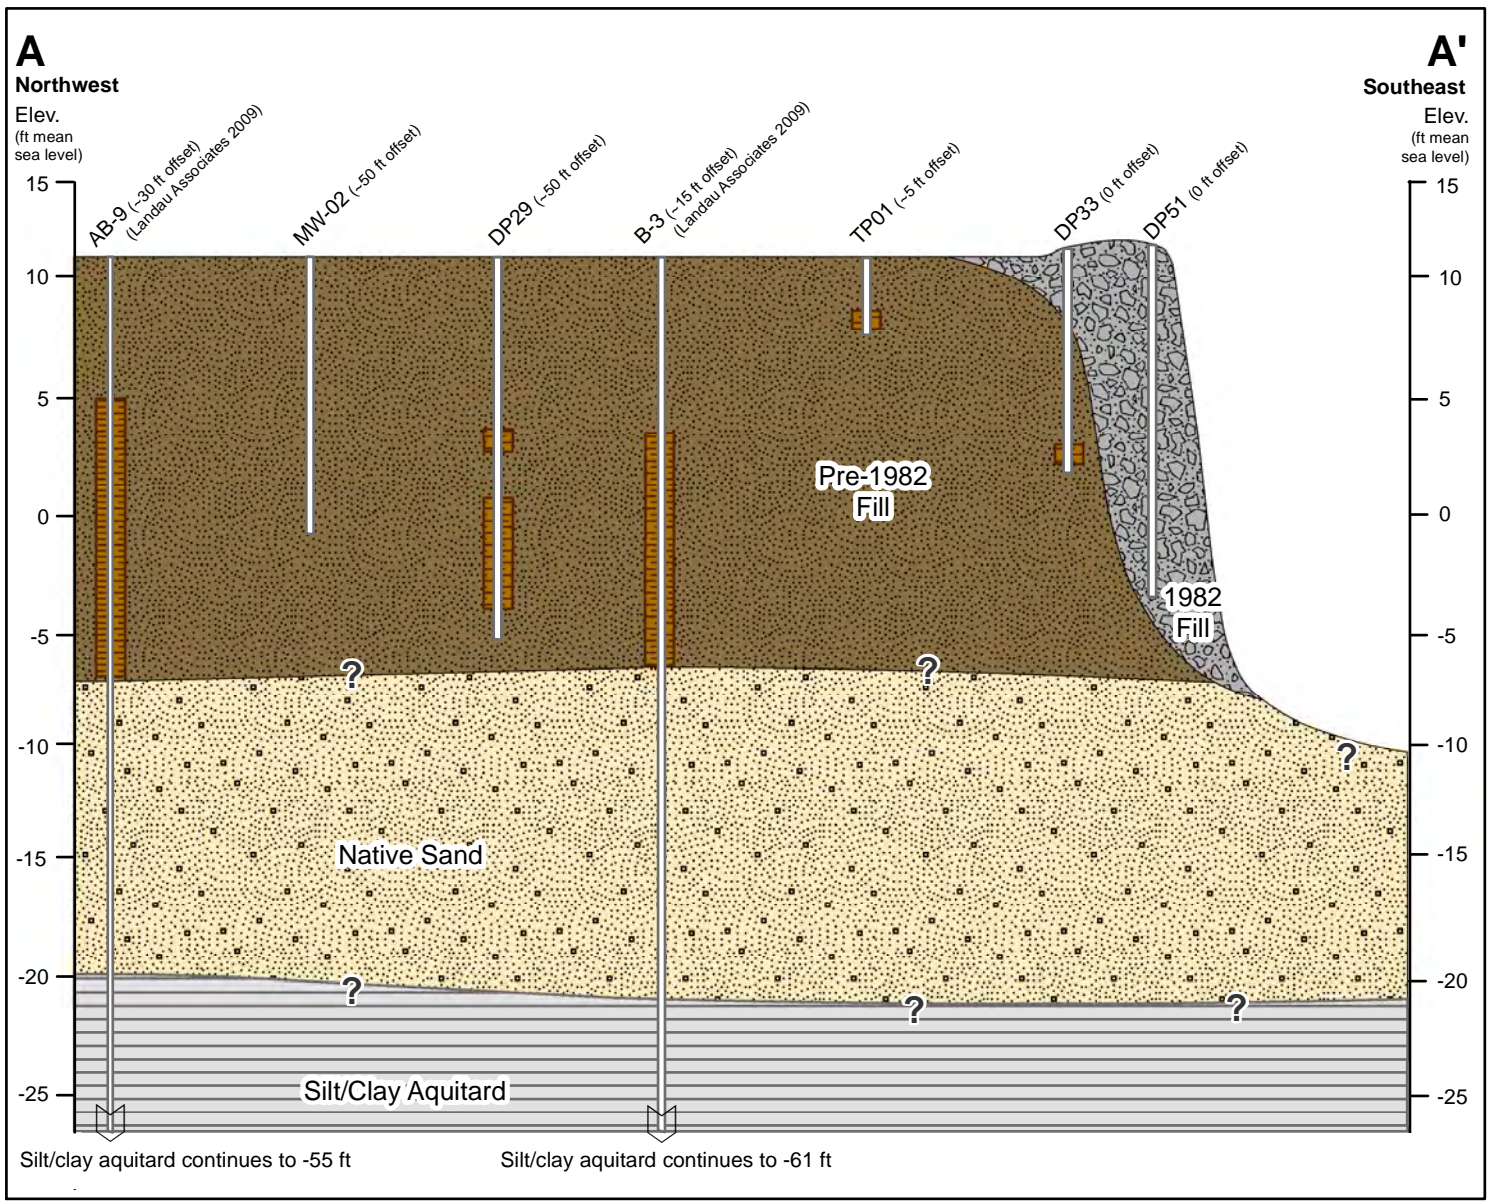 A
Northwest
Elev.
(ft mean
sea level)
A'
Southeast
Elev.
(ft mean
sea level)
AB-9 (~30 ft offset)
(Landau Associates 2009)
MW-02 (~50 ft offset)
DP29 (~50 ft offset)
B-3 (~15 ft offset)
(Landau Associates 2009)
TP01 (~5 ft offset)
DP33 (0 ft offset)
DP51 (0 ft offset)
15
10
5
0
-5
-10
-15
-20
-25
15
10
5
0
-5
-10
-15
-20
-25
Pre-1982
Fill
1982
Fill
?
?
?
Native Sand
?
?
?
Silt/Clay Aquitard
Silt/clay aquitard continues to -55 ft
Silt/clay aquitard continues to -61 ft